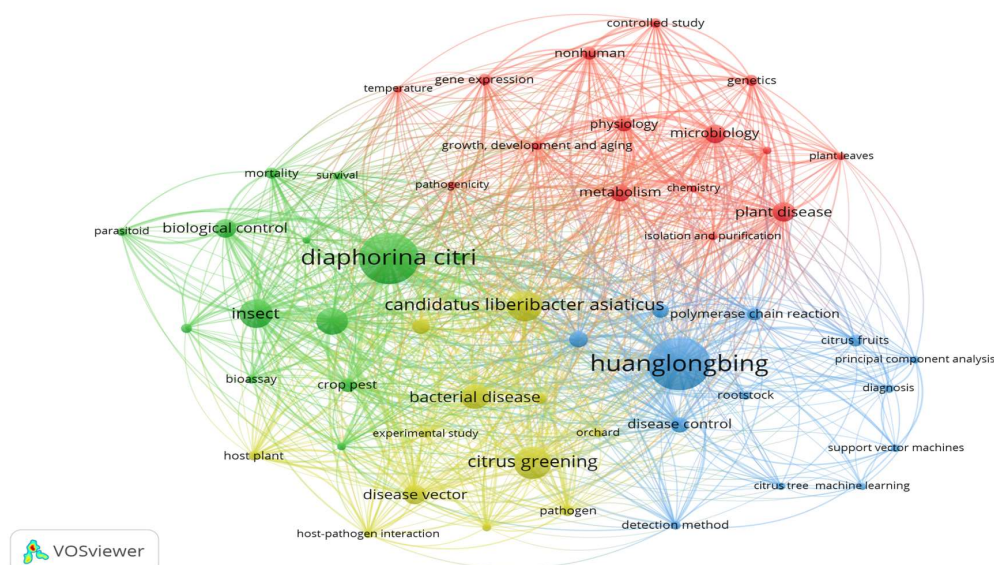 controlled study
nonhuman
gene expression
genetics
temperature
physiology
microbiology
growth, development and aging
plant leaves
mortality
survival
pathogenicity
metabolism
chemistry
plant disease
parasitoid
biological control
isolation and purification
diaphorina citri
candidatus liberibacter asiaticus
insect
polymerase chain reaction
citrus fruits
huanglongbing
principal component analysis
bioassay
crop pest
diagnosis
bacterial disease
rootstock
disease control
experimental study
orchard
host plant
support vector machines
citrus greening
citrus tree
machine learning
disease vector
pathogen
detection method
host-pathogen interaction
VOSviewer